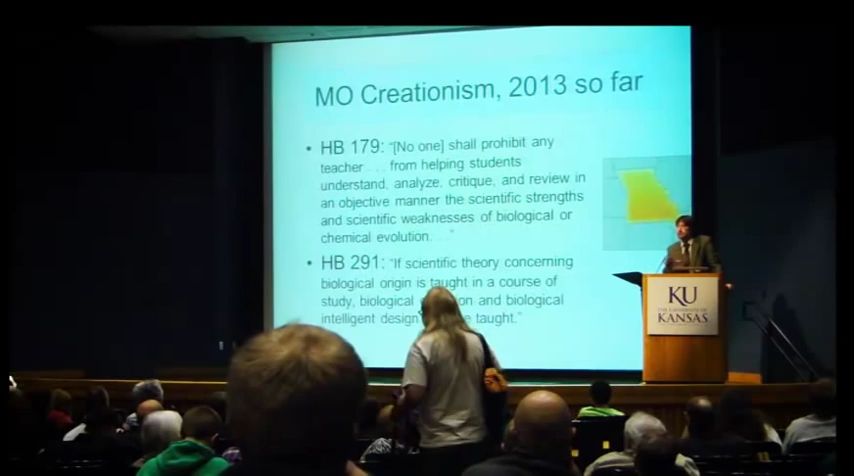 MO Creationism, 2013 so far
• HB 179: "[No one] shall prohibit any
teacher . . . from helping students
understand, analyze, critique, and review in
an objective manner the scientific strengths
and scientific weaknesses of biological or
chemical evolution. . ."
• HB 291: "If scientific theory concerning
biological origin is taught in a course of
study, biological and biological
intelligent design taught."
KU
THE UNIVERSITY OF
KANSAS